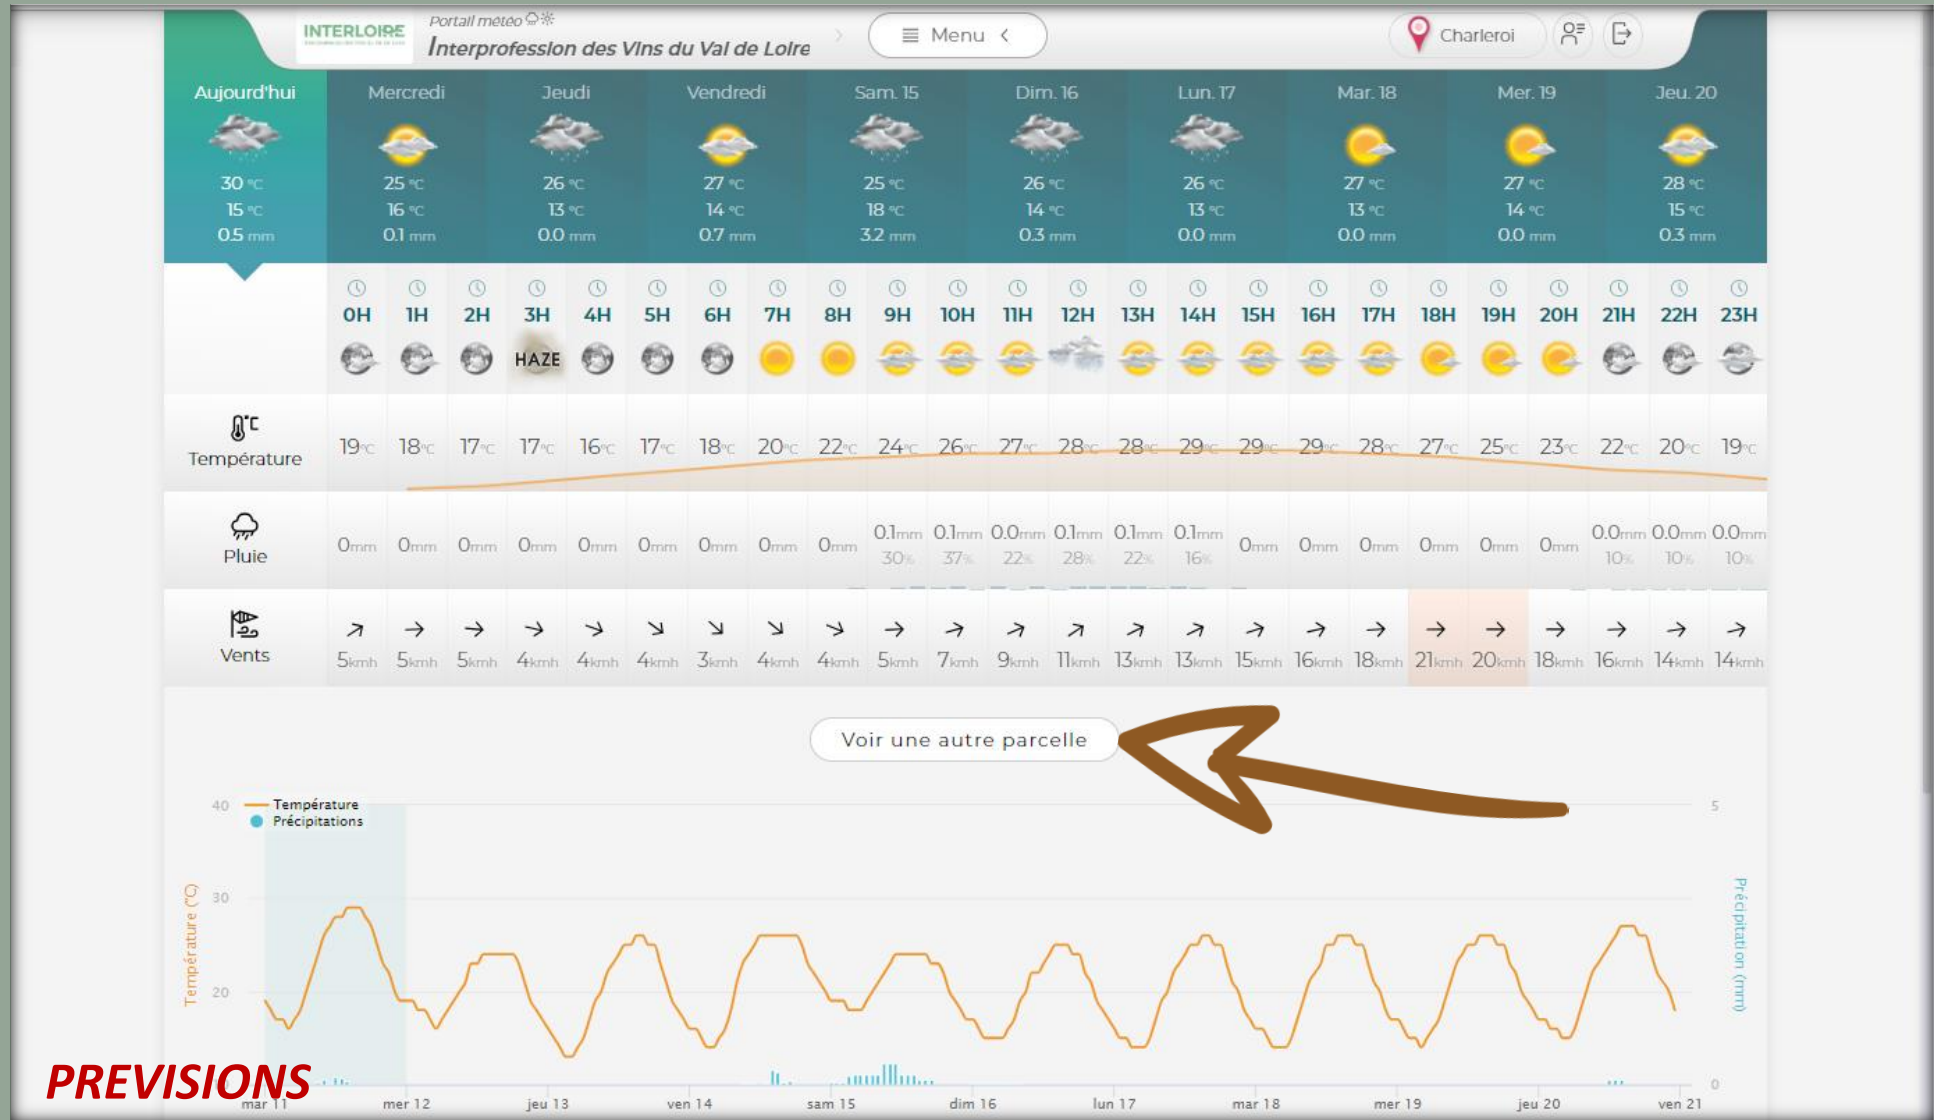 INTERLOIRE
Portail météo
Interprofession des Vins du Val de Loire
Menu
Charleroi
Aujourd'hui Mercredi Jeudi Vendredi Sam. 15 Dim. 16 Lun. 17 Mar. 18 Mer. 19 Jeu. 20
30 °C 25 °C 26 °C 27 °C 25 °C 26 °C 26 °C 27 °C 27 °C 28 °C
15 °C 16 °C 13 °C 14 °C 18 °C 14 °C 13 °C 13 °C 14 °C 15 °C
0.5 mm 0.1 mm 0.0 mm 0.7 mm 3.2 mm 0.3 mm 0.0 mm 0.0 mm 0.0 mm 0.3 mm
0H 1H 2H 3H 4H 5H 6H 7H 8H 9H 10H 11H 12H 13H 14H 15H 16H 17H 18H 19H 20H 21H 22H 23H
HAZE
°C
Température 19°C 18°C 17°C 17°C 16°C 17°C 18°C 20°C 22°C 24°C 26°C 27°C 28°C 28°C 29°C 29°C 29°C 28°C 27°C 25°C 23°C 22°C 20°C 19°C
Pluie 0mm 0mm 0mm 0mm 0mm 0mm 0mm 0mm 0mm 0.1mm 0.1mm 0.0mm 0.1mm 0.1mm 0.1mm 0mm 0mm 0mm 0mm 0mm 0mm 0.0mm 0.0mm 0.0mm
30% 37% 22% 28% 22% 16% 10% 10% 10%
Vents 5kmh 5kmh 5kmh 4kmh 4kmh 4kmh 3kmh 4kmh 4kmh 5kmh 7kmh 9kmh 11kmh 13kmh 13kmh 15kmh 16kmh 18kmh 21kmh 20kmh 18kmh 16kmh 14kmh 14kmh
Voir une autre parcelle
40 Température 5
Précipitations
30
20
Température (°C)
Précipitation (mm)
PREVISIONS
0
mar 11 mer 12 jeu 13 ven 14 sam 15 dim 16 lun 17 mar 18 mer 19 jeu 20 ven 21